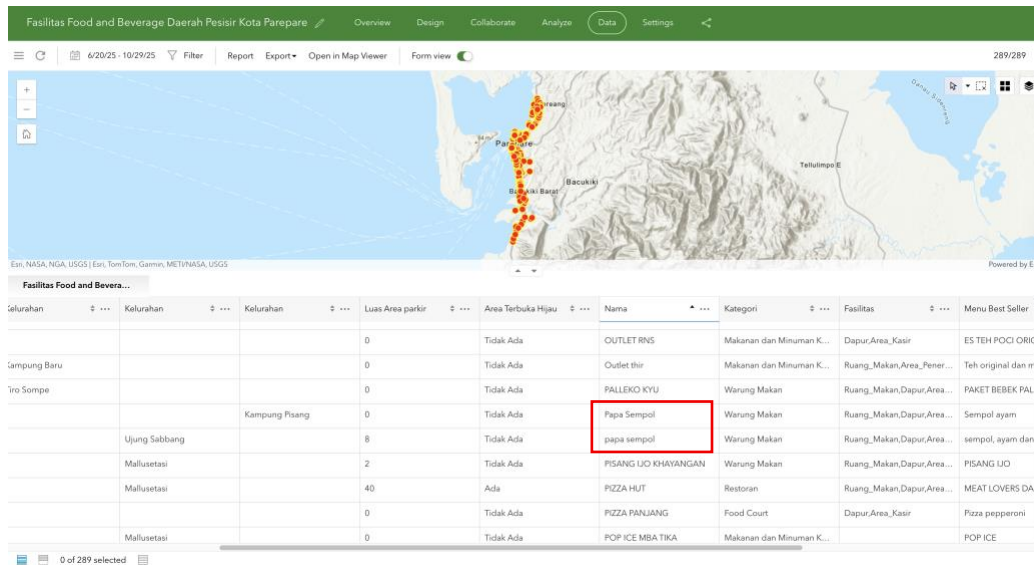 Fasilitas Food and Beverage Daerah Pesisir Kota Parepare Overview Design Collaborate Analyze Data Settings
6/20/25 - 10/29/25 Filter Report Export Open in Map Viewer Form view 289/289
Tellulimpo E
Bacukiki
Esri, NASA, NGA, USGS | Esri, TomTom, Garmin, METI/NASA, USGS
Powered by E
Fasilitas Food and Bevera...
Kelurahan Kelurahan Kelurahan Luas Area parkir Area Terbuka Hijau Nama Kategori Fasilitas Menu Best Seller
0 Tidak Ada OUTLET RNS Makanan dan Minuman K... Dapur,Area_Kasir ES TEH POCI ORIG
Kampung Baru 0 Tidak Ada Outlet thir Makanan dan Minuman K... Ruang_Makan,Area_Pener... Teh original dan m
Tiro Sompe 0 Tidak Ada PALLEKO KYU Warung Makan Ruang_Makan,Dapur,Area... PAKET BEBEK PAL
Kampung Pisang 0 Tidak Ada Papa Sempol Warung Makan Ruang_Makan,Dapur,Area... Sempol ayam
Ujung Sabbang 8 Tidak Ada papa sempol Warung Makan Ruang_Makan,Dapur,Area... sempol, ayam dan
Mallusetasi 2 Tidak Ada PISANG IJO KHAYANGAN Warung Makan Ruang_Makan,Dapur,Area... PISANG IJO
Mallusetasi 40 Ada PIZZA HUT Restoran Ruang_Makan,Dapur,Area... MEAT LOVERS DA
0 Tidak Ada PIZZA PANJANG Food Court Dapur,Area_Kasir Pizza pepperoni
Mallusetasi 0 Tidak Ada POP ICE MBA TIKA Makanan dan Minuman K... POP ICE
0 of 289 selected